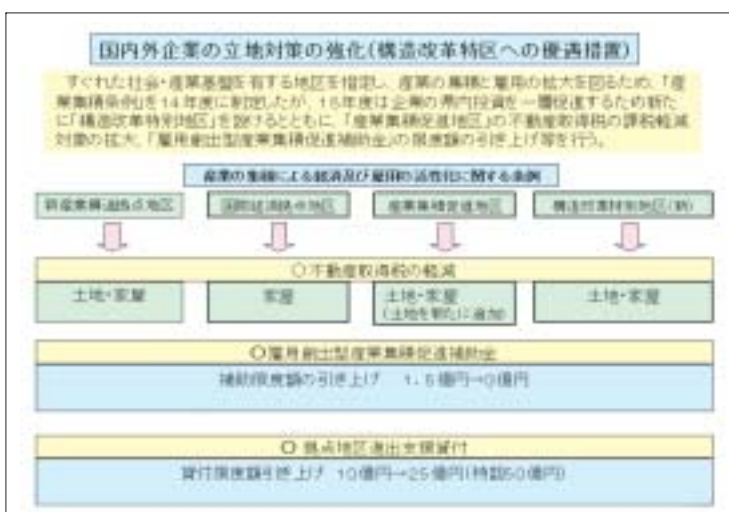 国内外企業の立地対策の強化(構造改革特区への優遇措置)
すぐれた社会・産業基盤を有する地区を指定し、産業の集積と雇用の拡大を図るため、「産
業集積条例」を14年度に制定したが、15年度は企業の県内投資を一層促進するため新た
に「構造改革特別地区」を設けるとともに、「産業集積促進地区」の不動産取得税の課税軽減
対象の拡大、「雇用創出型産業集積促進補助金」の限度額の引き上げ等を行う。
産業の集積による経済及び雇用の活性化に関する条例
新産業構造拠点地区
国際経済拠点地区
産業集積促進地区
構造改革特別地区(新)
〇不動産取得税の軽減
土地・家屋
家屋
土地・家屋
(土地を新たに追加)
土地・家屋
〇雇用創出型産業集積促進補助金
補助限度額の引き上げ 1.5億円→
〇拠点地区進出支援貸付
貸付限度額引き上げ 10億円→25億円(特認50億円)